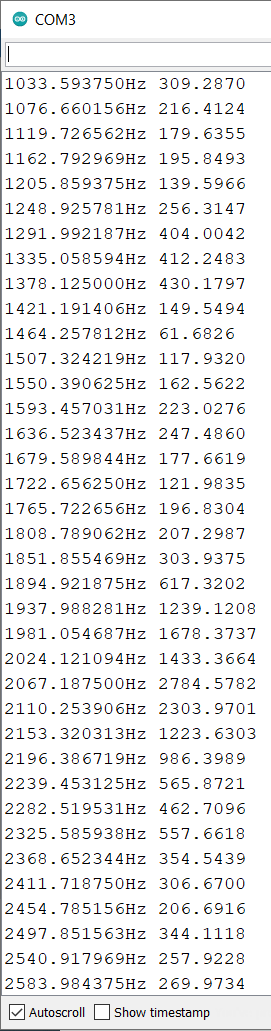 COM3
1033.593750Hz 309.2870
1076.660156Hz 216.4124
1119.726562Hz 179.6355
1162.792969Hz 195.8493
1205.859375Hz 139.5966
1248.925781Hz 256.3147
1291.992187Hz 404.0042
1335.058594Hz 412.2483
1378.125000Hz 430.1797
1421.191406Hz 149.5494
1464.257812Hz 61.6826
1507.324219Hz 117.9320
1550.390625Hz 162.5622
1593.457031Hz 223.0276
1636.523437Hz 247.4860
1679.589844Hz 177.6619
1722.656250Hz 121.9835
1765.722656Hz 196.8304
1808.789062Hz 207.2987
1851.855469Hz 303.9375
1894.921875Hz 617.3202
1937.988281Hz 1239.1208
1981.054687Hz 1678.3737
2024.121094Hz 1433.3664
2067.187500Hz 2784.5782
2110.253906Hz 2303.9701
2153.320313Hz 1223.6303
2196.386719Hz 986.3989
2239.453125Hz 565.8721
2282.519531Hz 462.7096
2325.585938Hz 557.6618
2368.652344Hz 354.5439
2411.718750Hz 306.6700
2454.785156Hz 206.6916
2497.851563Hz 344.1118
2540.917969Hz 257.9228
2583.984375Hz 269.9734
Autoscroll Show timestamp